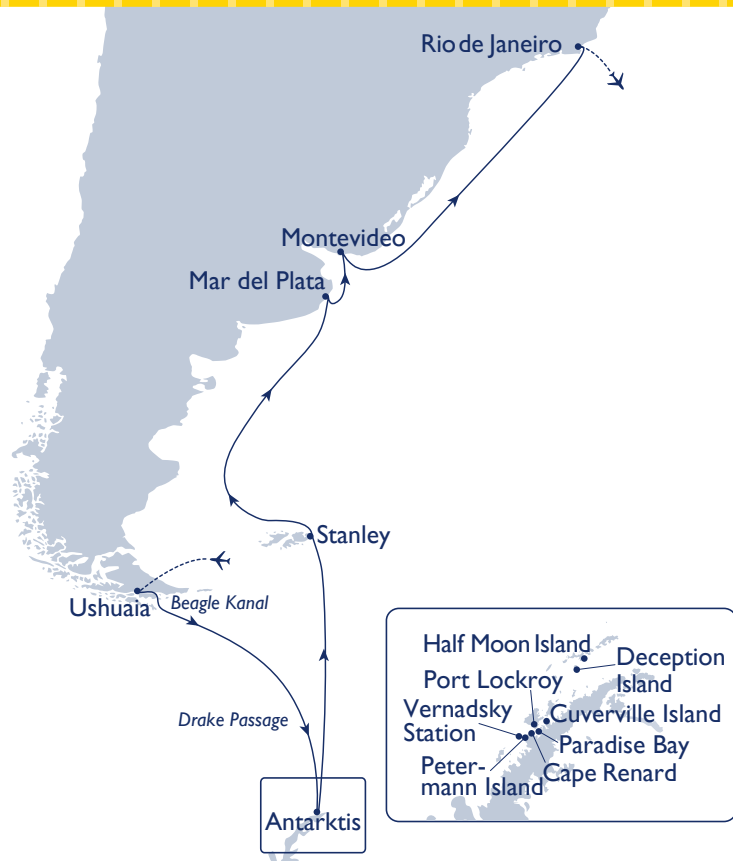 Rio de Janeiro
Montevideo
Mar del Plata
Stanley
Ushuaia
Beagle Kanal
Drake Passage
Antarktis
Half Moon Island
Deception
Island
Port Lockroy
Vernadsky
Station
Cuverville Island
Paradise Bay
Peter-
mann Island
Cape Renard